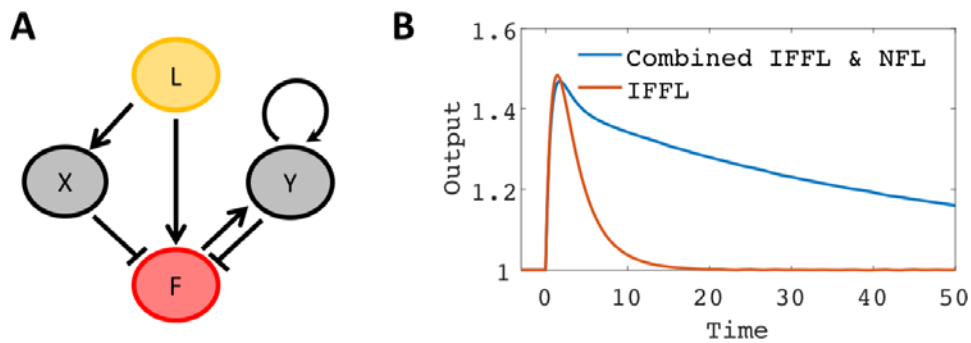 A
L
X
Y
F
B
1.6
1.4
1.2
1
Output
Combined IFFL & NFL
IFFL
0 10 20 30 40 50
Time